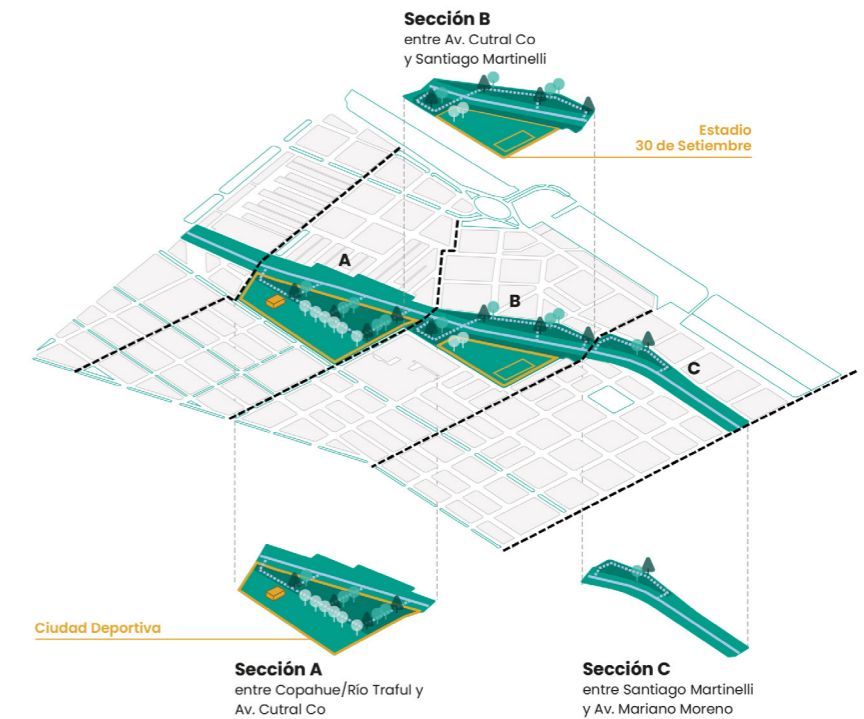 Sección B
entre Av. Cutral Co
y Santiago Martinelli
Estadio
30 de Setiembre
A
B
C
Ciudad Deportiva
Sección A
entre Copahue/Río Traful y
Av. Cutral Co
Sección C
entre Santiago Martinelli
y Av. Mariano Moreno